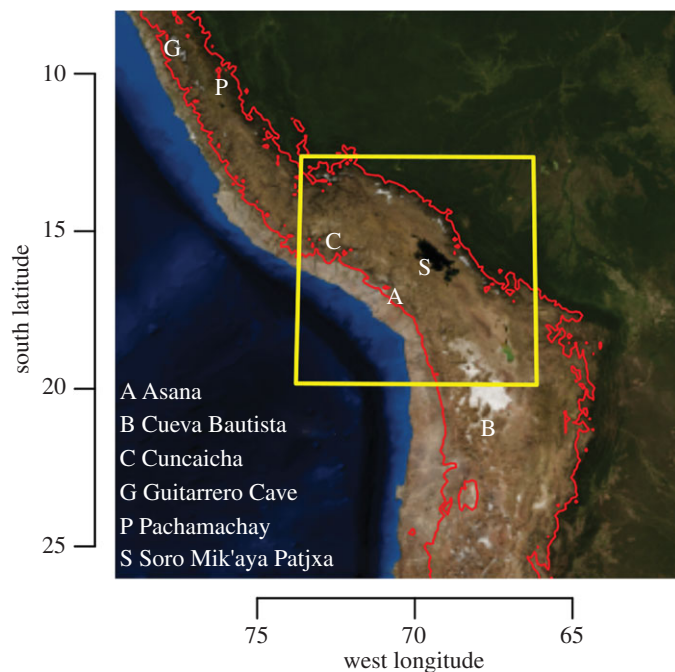 G
10
P
15
C
S
A
south latitude
20
A Asana
B Cueva Bautista
B
C Cuncaicha
G Guitarrero Cave
P Pachamachay
25
S Soro Mik'aya Patjxa
75 70 65
west longitude